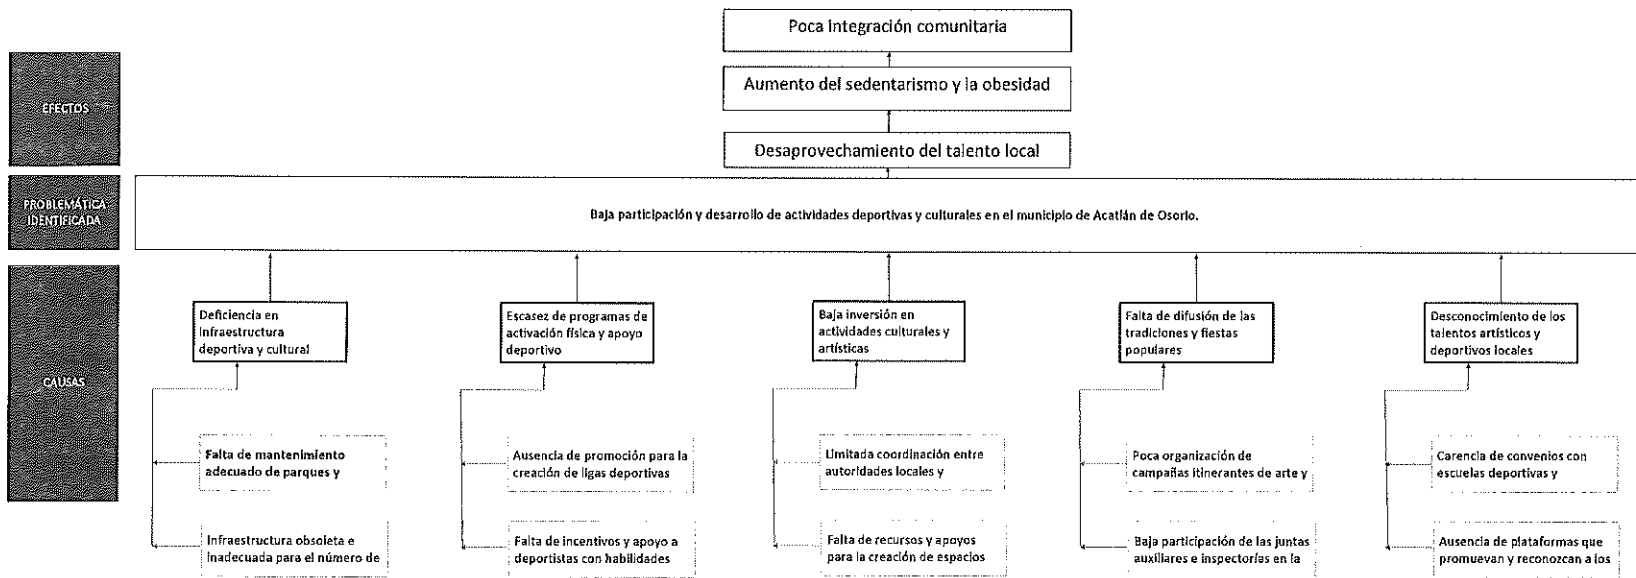 Poca integración comunitaria
Aumento del sedentarismo y la obesidad
EFECTOS
Desaprovechamiento del talento local
PROBLEMÁTICA
IDENTIFICADA
Baja participación y desarrollo de actividades deportivas y culturales en el municipio de Acatlán de Osorio.
CAUSAS
Deficiencia en
infraestructura
deportiva y cultural
Escasez de programas de
activación física y apoyo
deportivo
Baja inversión en
actividades culturales y
artísticas
Falta de difusión de las
tradiciones y fiestas
populares
Desconocimiento de los
talentos artísticos y
deportivos locales
Falta de mantenimiento
adecuado de parques y
Ausencia de promoción para la
creación de ligas deportivas
Limitada coordinación entre
autoridades locales y
Poca organización de
campañas itinerantes de arte y
Carencia de convenios con
escuelas deportivas y
Infraestructura obsoleta e
inadecuada para el número de
Falta de incentivos y apoyo a
deportistas con habilidades
Falta de recursos y apoyos
para la creación de espacios
Baja participación de las juntas
auxiliares e inspectorías en la
Ausencia de plataformas que
promuevan y reconozcan a los